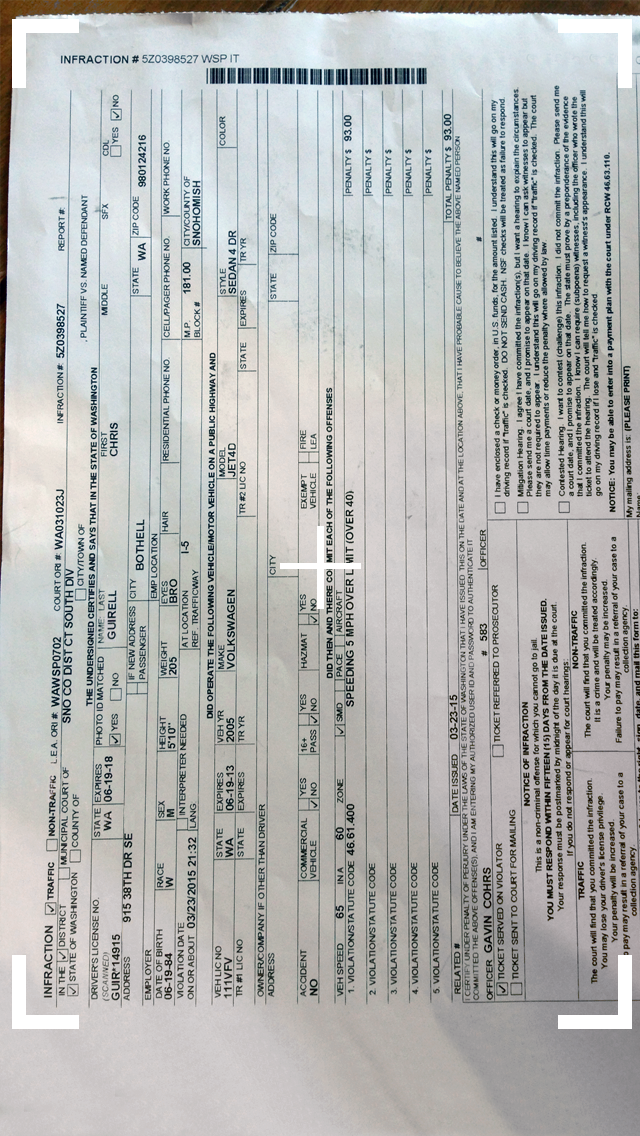 INFRACTION # 5Z0398527 WSP IT
INFRACTION ☑ TRAFFIC ☐ NON-TRAFFIC E.A. ORI #: WAWSP0702 COURT ORI #: WA031023J INFRACTION #: 5Z0398527 REPORT #:
IN THE ☑ DISTRICT ☐ MUNICIPAL COURT OF SNO CO DIST CT SOUTH DIV
☑ STATE OF WASHINGTON ☐ COUNTY OF ☐ CITY/TOWN OF , PLAINTIFF VS. NAMED DEFENDANT
THE UNDERSIGNED CERTIFIES AND SAYS THAT IN THE STATE OF WASHINGTON
DRIVER'S LICENSE NO. STATE EXPIRES PHOTO ID MATCHED NAME: LAST FIRST MIDDLE SFX CDL
(SCANNED) GUIR*14915 WA 06-19-18 ☑ YES ☐ NO GUIRELL CHRIS ☐ YES ☑ NO
ADDRESS 915 38TH DR SE IF NEW ADDRESS ☐ PASSENGER CITY BOTHELL STATE WA ZIP CODE 980124216
EMPLOYER EMP LOCATION
DATE OF BIRTH RACE SEX HEIGHT WEIGHT EYES HAIR RESIDENTIAL PHONE NO. CELL/PAGER PHONE NO. WORK PHONE NO.
06-19-84 W M 5'10" 205 BRO
VIOLATION DATE INTERPRETER NEEDED AT LOCATION I-5 M.P. 181.00 CITY/COUNTY OF
ON OR ABOUT 03/23/2015 21:32 LANG: REF. TRAFFICWAY BLOCK # SNOHOMISH
DID OPERATE THE FOLLOWING VEHICLE/MOTOR VEHICLE ON A PUBLIC HIGHWAY AND
VEH LIC NO STATE EXPIRES VEH YR MAKE MODEL STYLE COLOR
111VFV WA 06-19-13 2005 VOLKSWAGEN JET4D SEDAN 4 DR
TR #1 LIC NO STATE EXPIRES TR YR TR #2 LIC NO STATE EXPIRES TR YR
OWNER/COMPANY IF OTHER THAN DRIVER
ADDRESS CITY STATE ZIP CODE
ACCIDENT COMMERCIAL YES 16+ YES HAZMAT YES EXEMPT FIRE
NO VEHICLE ☑ NO PASS ☑ NO ☑ NO VEHICLE LEA
DID THEN AND THERE COMMIT EACH OF THE FOLLOWING OFFENSES
VEH SPEED 65 IN A 60 ZONE ☑ SMD PACE AIRCRAFT
1. VIOLATION/STATUTE CODE 46.61.400 SPEEDING 5 MPH OVER LIMIT (OVER 40) PENALTY $ 93.00
2. VIOLATION/STATUTE CODE PENALTY $
3. VIOLATION/STATUTE CODE PENALTY $
4. VIOLATION/STATUTE CODE PENALTY $
5. VIOLATION/STATUTE CODE PENALTY $
RELATED # DATE ISSUED 03-23-15 TOTAL PENALTY $ 93.00
I CERTIFY UNDER PENALTY OF PERJURY UNDER THE LAWS OF THE STATE OF WASHINGTON THAT I HAVE ISSUED THIS ON THE DATE AND AT THE LOCATION ABOVE, THAT I HAVE PROBABLE CAUSE TO BELIEVE THE ABOVE NAMED PERSON
COMMITTED THE ABOVE OFFENSE(S), AND I AM ENTERING MY AUTHORIZED USER ID AND PASSWORD TO AUTHENTICATE IT
OFFICER GAVIN COHRS # 583 OFFICER #
☑ TICKET SERVED ON VIOLATOR ☐ TICKET REFERRED TO PROSECUTOR
☐ TICKET SENT TO COURT FOR MAILING
NOTICE OF INFRACTION
This is a non-criminal offense for which you cannot go to jail.
YOU MUST RESPOND WITHIN FIFTEEN (15) DAYS FROM THE DATE ISSUED.
Your response must be postmarked by midnight of the day it is due at the court.
If you do not respond or appear for court hearings:
TRAFFIC
The court will find that you committed the infraction.
You may lose your driver's license privilege.
Your penalty will be increased.
to pay may result in a referral of your case to a
collection agency
NON-TRAFFIC
The court will find that you committed the infraction.
It is a crime and will be treated accordingly.
Your penalty may be increased.
Failure to pay may result in a referral of your case to a
collection agency.
☐ I have enclosed a check or money order, in U.S. funds, for the amount listed. I understand this will go on my
driving record if "traffic" is checked. DO NOT SEND CASH. NSF checks will be treated as failure to respond.
☐ Mitigation Hearing. I agree I have committed the infraction(s), but I want a hearing to explain the circumstances.
Please send me a court date, and I promise to appear on that date. I know I can ask witnesses to appear but
they are not required to appear. I understand this will go on my driving record if "traffic" is checked. The court
may allow time payments or reduce the penalty where allowed by law.
☐ Contested Hearing. I want to contest (challenge) this infraction. I did not commit the infraction. Please send me
a court date, and I promise to appear on that date. The state must prove by a preponderance of the evidence
that I committed the infraction. I know I can require (subpoena) witnesses, including the officer who wrote the
ticket to attend the hearing. The court will tell me how to request a witness's appearance. I understand this will
go on my driving record if I lose and "traffic" is checked
NOTICE: You may be able to enter into a payment plan with the court under RCW 46.63.110.
My mailing address is: (PLEASE PRINT)
Name:
sign, date, and mail this form to: